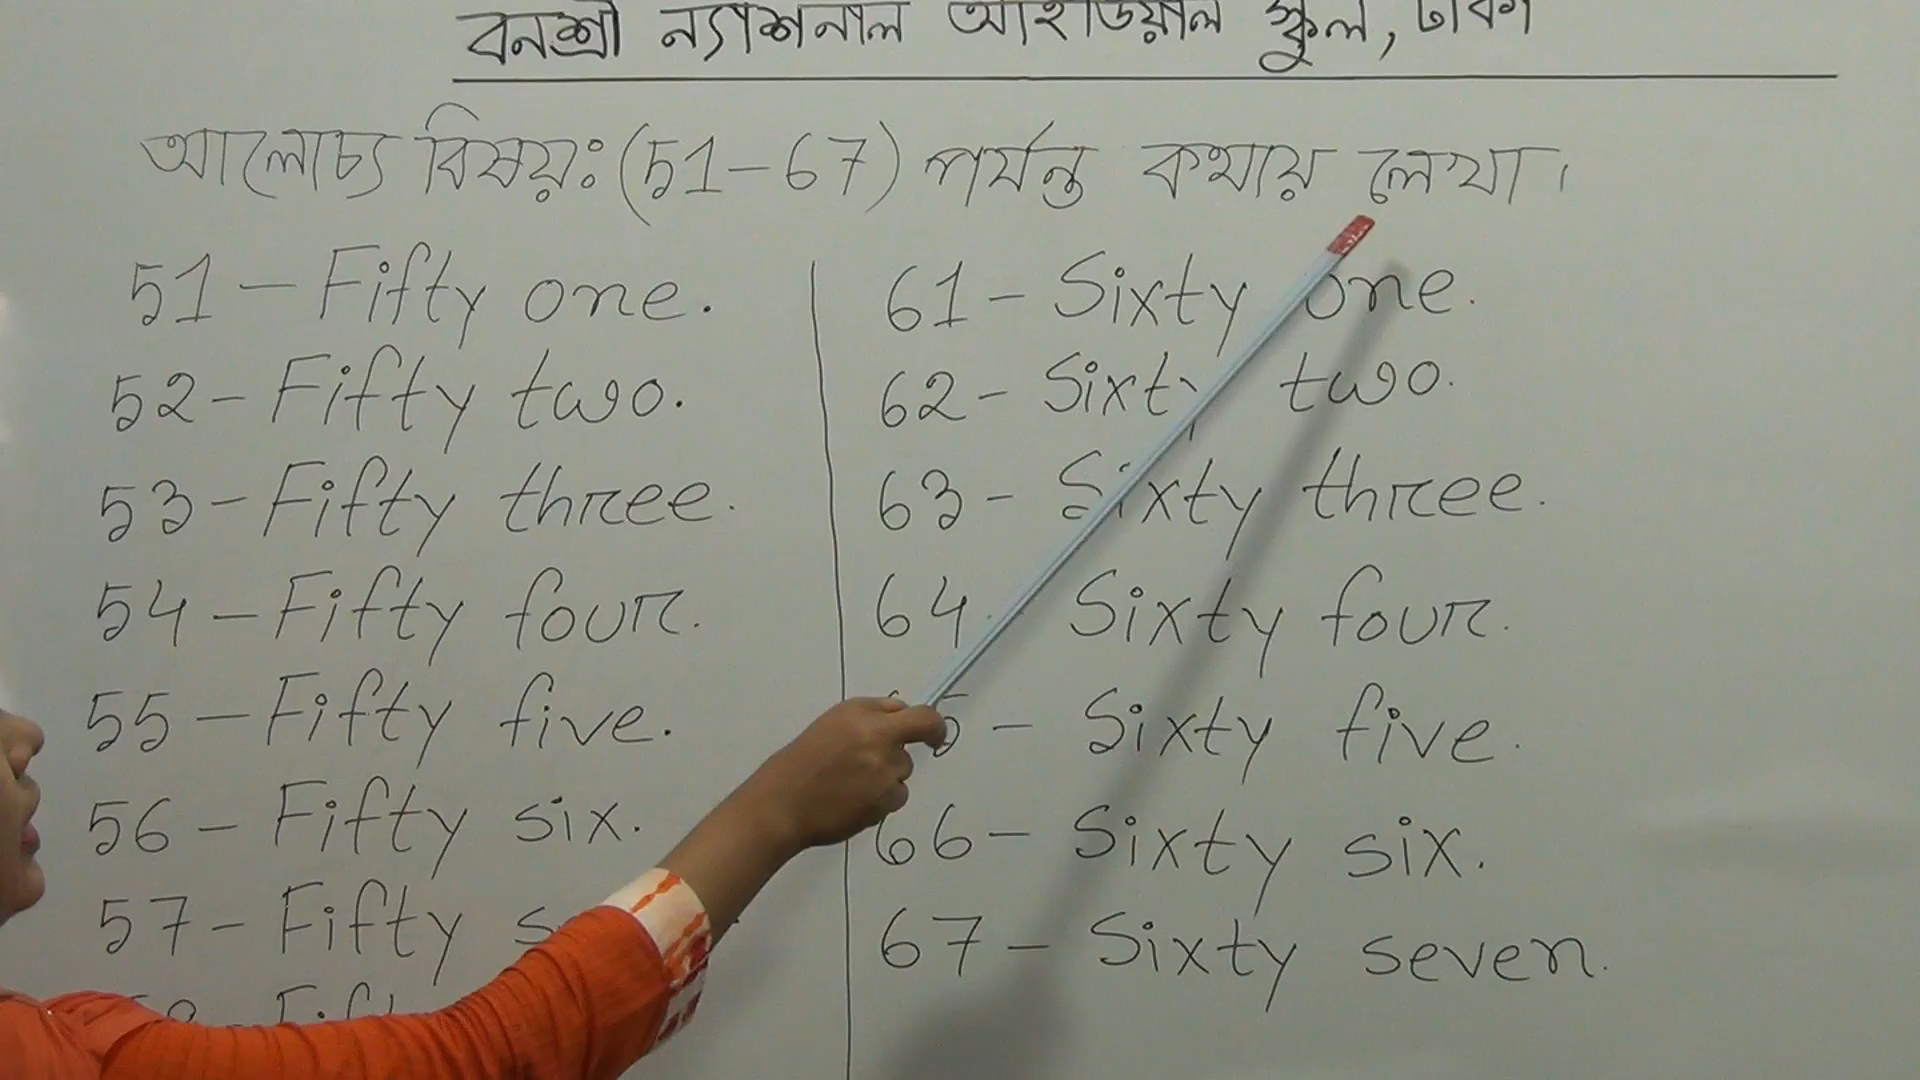 বনশ্রী ন্যাশনাল আইডিয়াল স্কুল, ঢাকা
আলোচ্য বিষয়ঃ (51-67) পর্যন্ত কথায় লেখা।
51 - Fifty one.
52 - Fifty two.
53 - Fifty three.
54 - Fifty four.
55 - Fifty five.
56 - Fifty six.
57 - Fifty
61 - Sixty one.
62 - Sixty two.
63 - Sixty three.
64 Sixty four.
- Sixty five.
66 - Sixty six.
67 - Sixty seven.